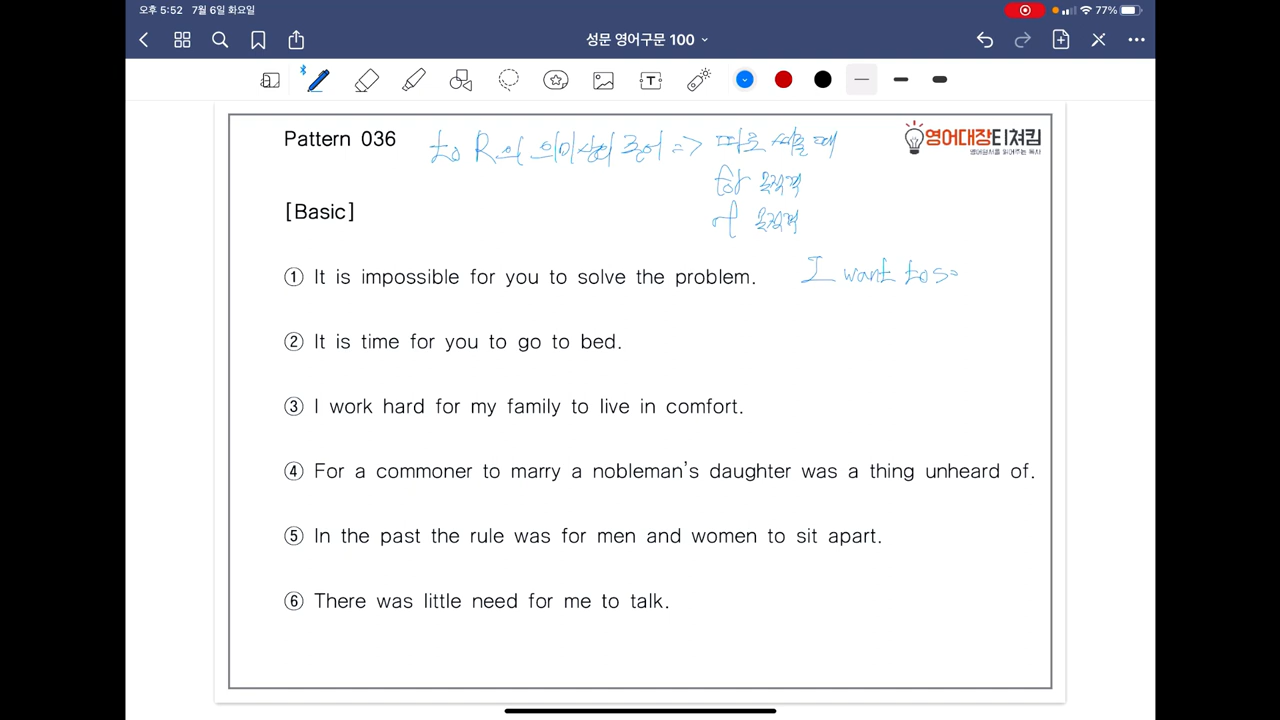 오후 5:52 7월 6일 화요일
77%
성문 영어구문 100
Pattern 036 to R의 의미상의 주어 => 따로 써줄 때
영어대장티쳐킴
for 목적격
of 목적격
[Basic]
① It is impossible for you to solve the problem. I want to so
② It is time for you to go to bed.
③ I work hard for my family to live in comfort.
④ For a commoner to marry a nobleman's daughter was a thing unheard of.
⑤ In the past the rule was for men and women to sit apart.
⑥ There was little need for me to talk.